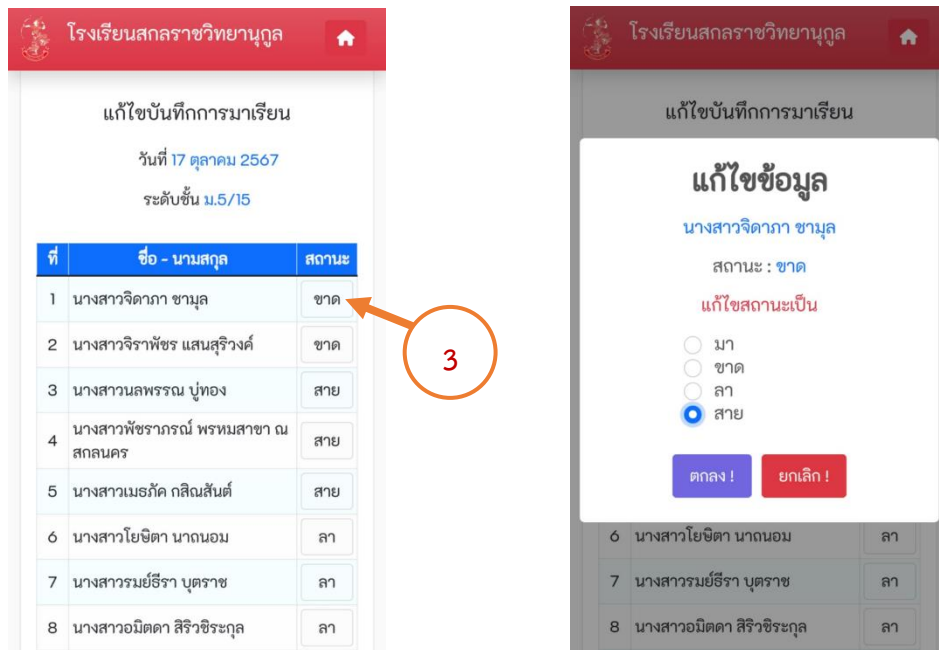 โรงเรียนสกลราชวิทยานุกูล
แก้ไขบันทึกการมาเรียน
วันที่ 17 ตุลาคม 2567
ระดับชั้น ม.5/15
ที่ ชื่อ - นามสกุล สถานะ
1 นางสาวจิดาภา ชามุล ขาด
2 นางสาวจิราพัชร แสนสุริวงค์ ขาด
3 นางสาวนลพรรณ ปู่ทอง สาย
4 นางสาวพัชราภรณ์ พรหมสาขา ณ
สกลนคร สาย
5 นางสาวเมธภัค กสิณสันต์ สาย
6 นางสาวโยษิตา นาถนอม ลา
7 นางสาวรมย์ธีรา บุตราช ลา
8 นางสาวอมิตดา สิริวชิระกุล ลา
3
โรงเรียนสกลราชวิทยานุกูล
แก้ไขบันทึกการมาเรียน
แก้ไขข้อมูล
นางสาวจิดาภา ชามุล
สถานะ : ขาด
แก้ไขสถานะเป็น
มา
ขาด
ลา
สาย
ตกลง !
ยกเลิก !
6 นางสาวโยษิตา นาถนอม ลา
7 นางสาวรมย์ธีรา บุตราช ลา
8 นางสาวอมิตดา สิริวชิระกุล ลา